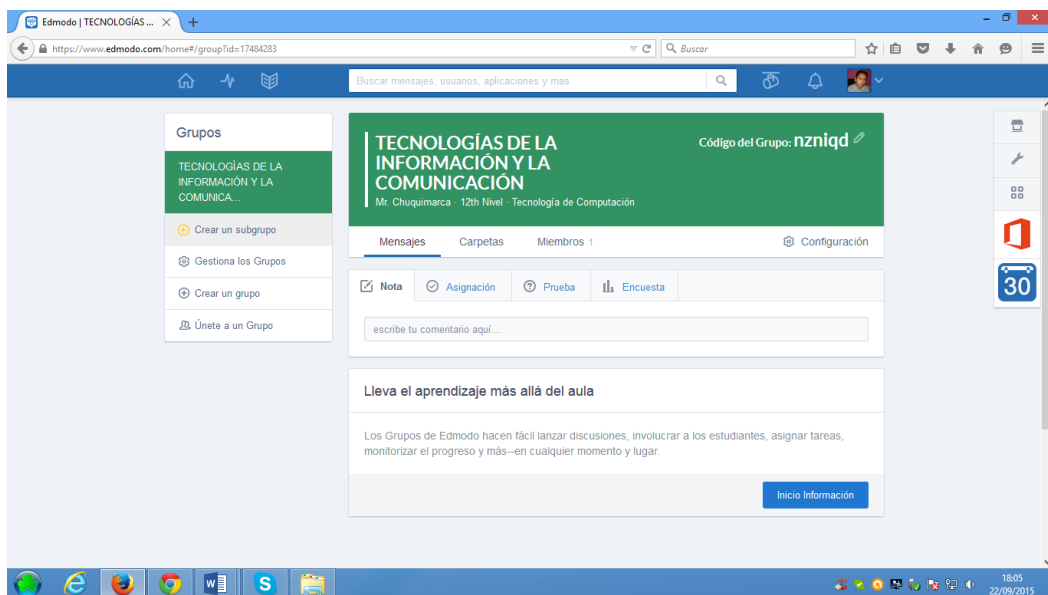 Edmodo | TECNOLOGÍAS ...
https://www.edmodo.com/home#/group?id=17484283
Buscar
Buscar mensajes, usuarios, aplicaciones y mas
Grupos
TECNOLOGÍAS DE LA
INFORMACIÓN Y LA
COMUNICA...
Crear un subgrupo
Gestiona los Grupos
Crear un grupo
Únete a un Grupo
TECNOLOGÍAS DE LA
INFORMACIÓN Y LA
COMUNICACIÓN
Mr. Chuquimarca · 12th Nivel · Tecnología de Computación
Código del Grupo: nzniqd
Mensajes Carpetas Miembros 1 Configuración
Nota Asignación Prueba Encuesta
escribe tu comentario aquí...
Lleva el aprendizaje más allá del aula
Los Grupos de Edmodo hacen fácil lanzar discusiones, involucrar a los estudiantes, asignar tareas,
monitorizar el progreso y más--en cualquier momento y lugar.
Inicio Información
30
18:05
22/09/2015